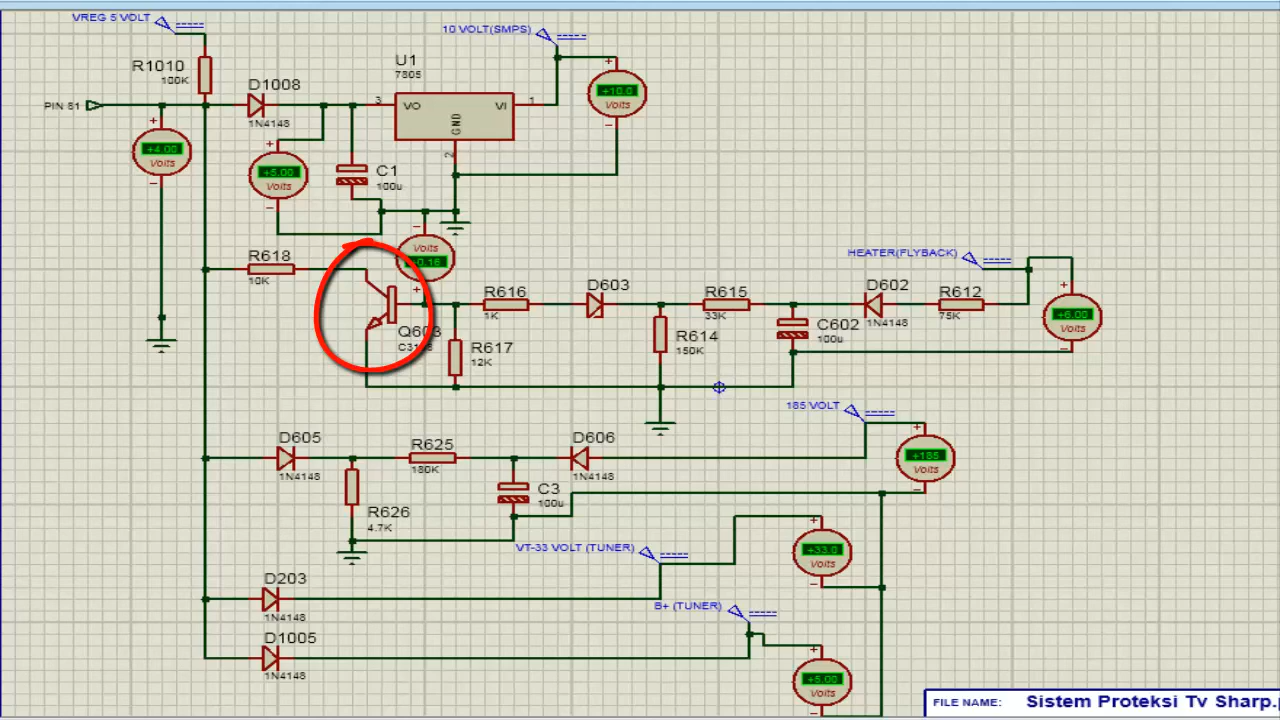 VREG 5 VOLT
10 VOLT(SMPS)
R1010
100K
D1008
1N4148
U1
7805
PIN 81
3
VO
VI
1
GND
2
+10.0
Volts
+4.00
Volts
+5.00
Volts
C1
100u
Volts
R618
10K
HEATER(FLYBACK)
R616
1K
D603
R615
33K
D602
1N4148
R612
75K
+6.00
Volts
Q603
R617
12K
R614
150K
C602
100u
185 VOLT
D605
1N4148
R625
180K
D606
1N4148
+185
Volts
R626
4.7K
C3
100u
VT-33 VOLT (TUNER)
+33.0
Volts
D203
1N4148
B+ (TUNER)
D1005
1N4148
+5.00
Volts
FILE NAME: Sistem Proteksi Tv Sharp.